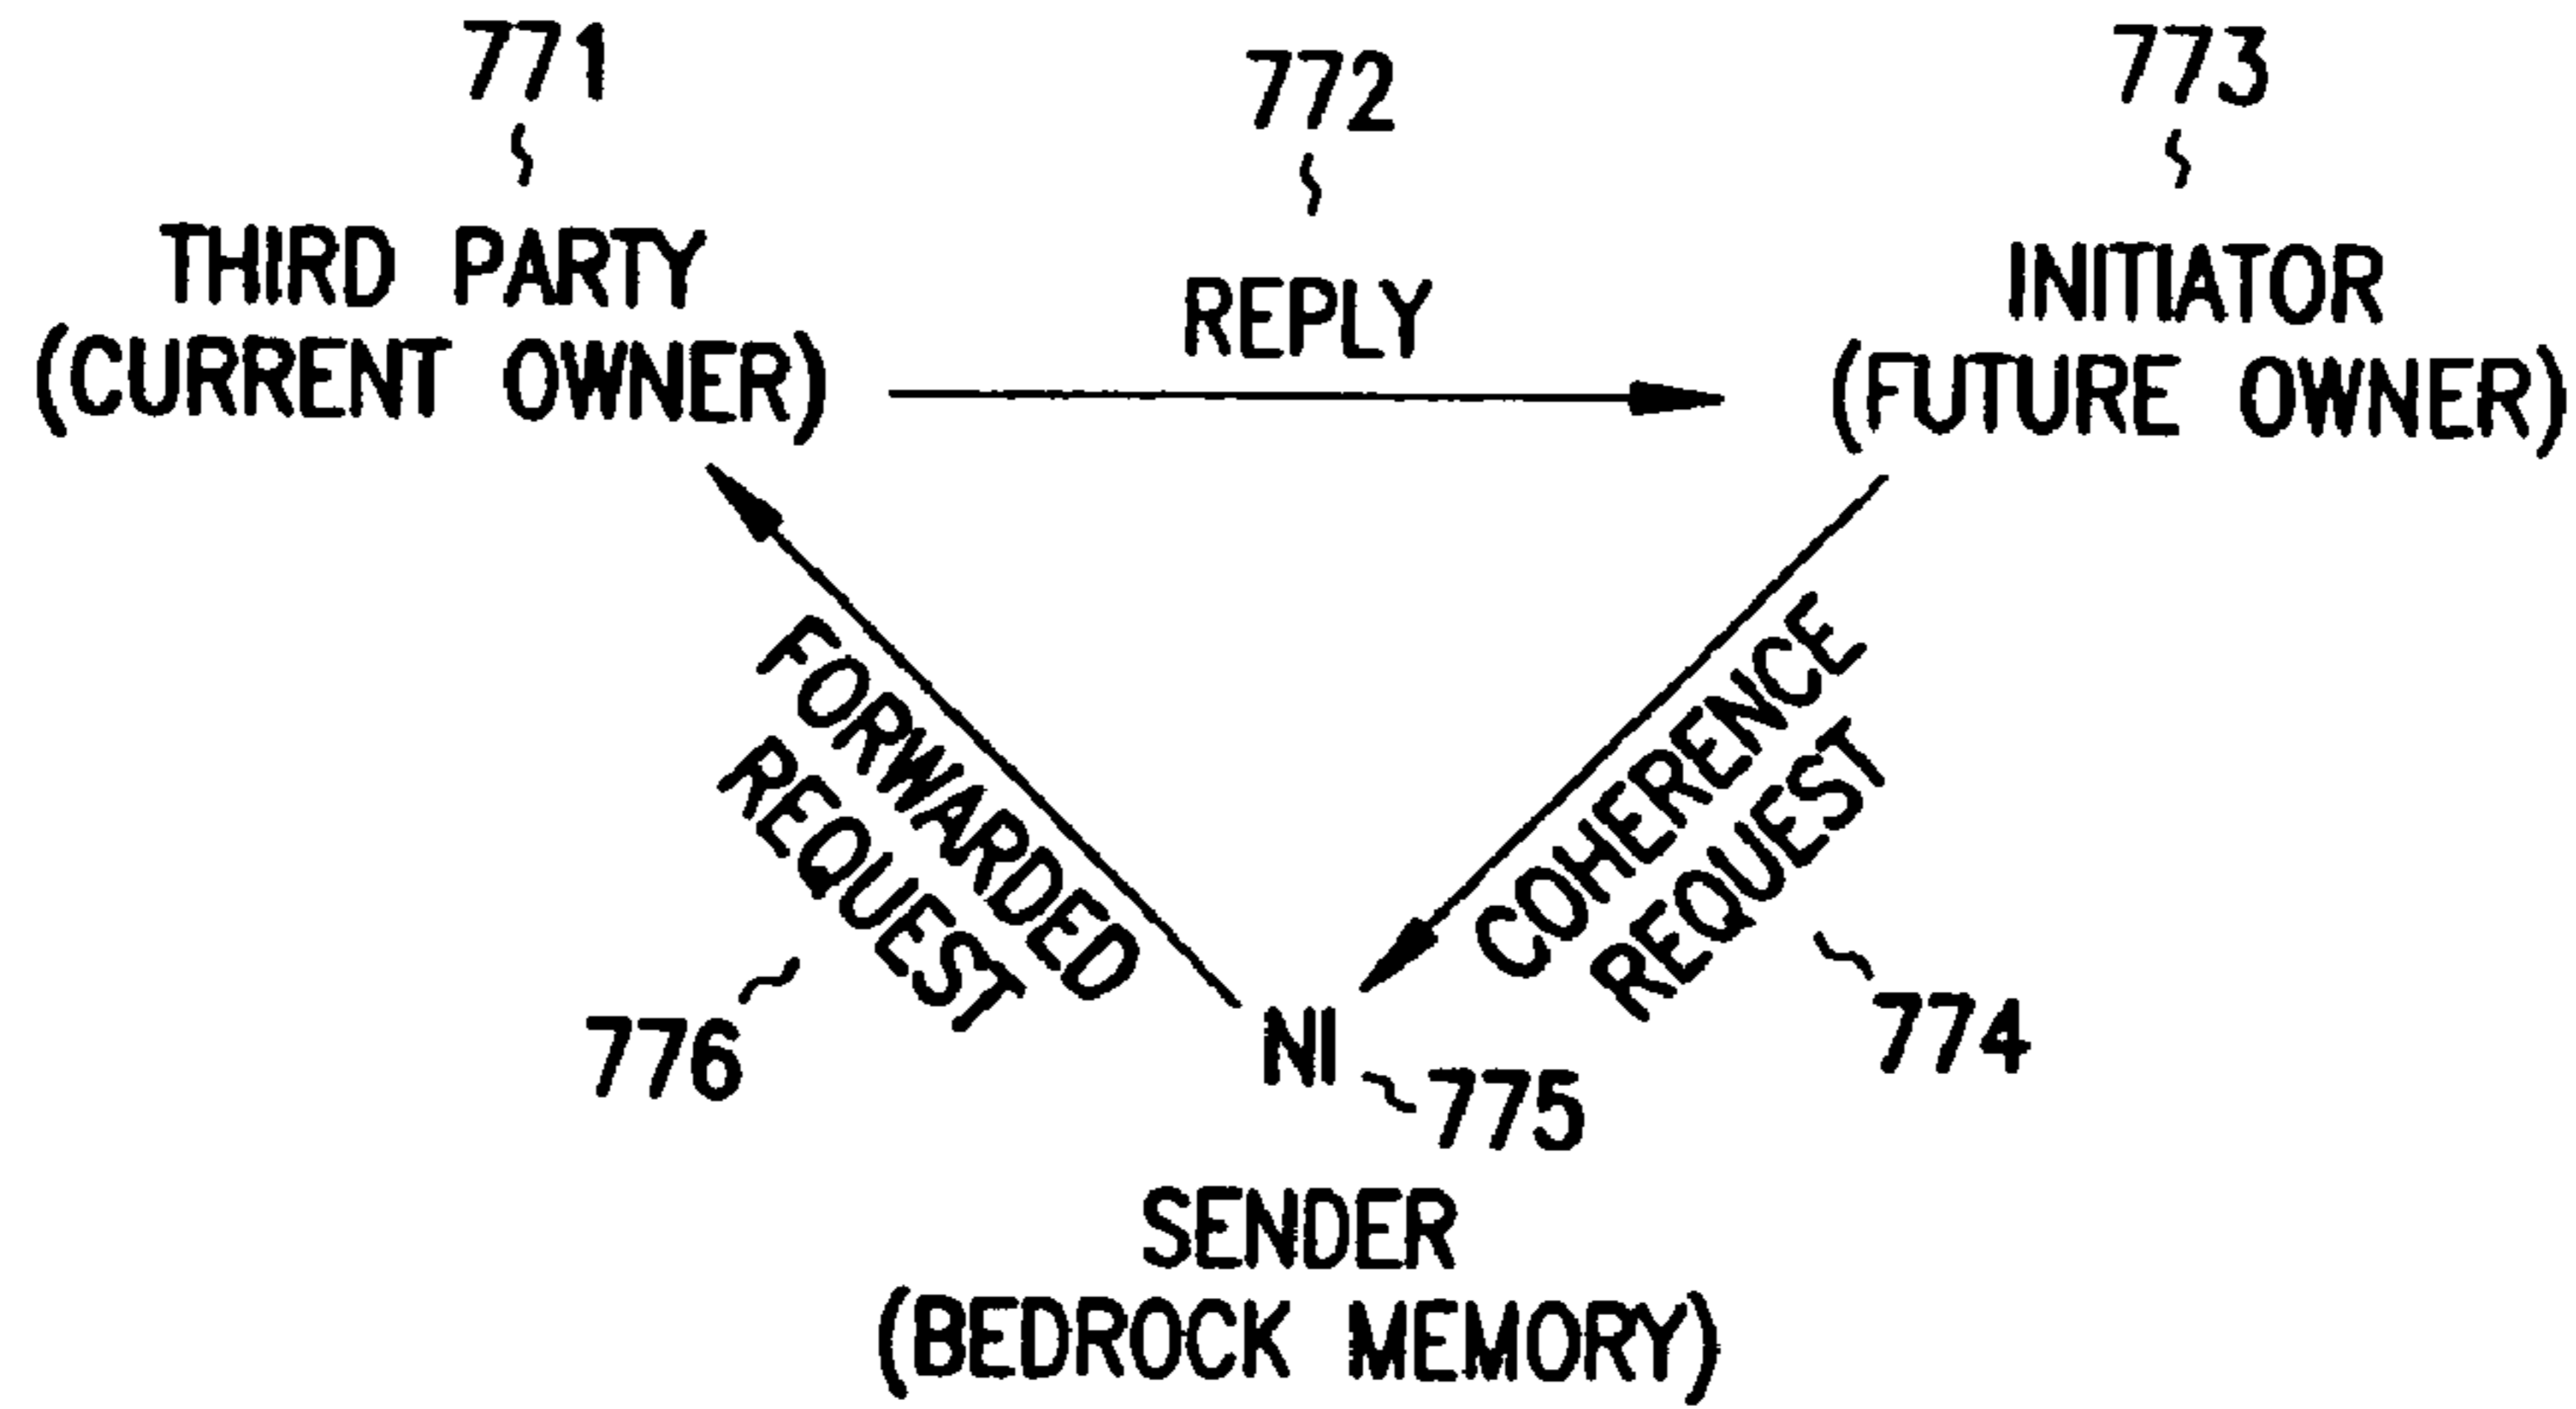 771
772
773
THIRD PARTY
(CURRENT OWNER)
REPLY
INITIATOR
(FUTURE OWNER)
FORWARDED
REQUEST
COHERENCE
REQUEST
776
774
NI
775
SENDER
(BEDROCK MEMORY)